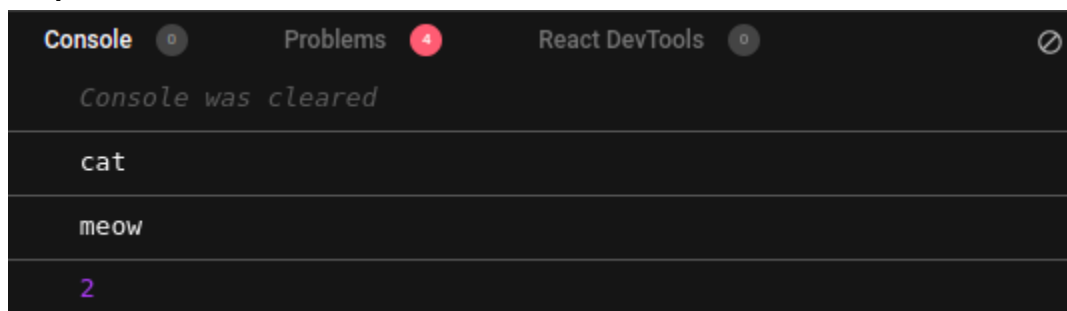 Console 0 Problems 4 React DevTools 0
Console was cleared
cat
meow
2